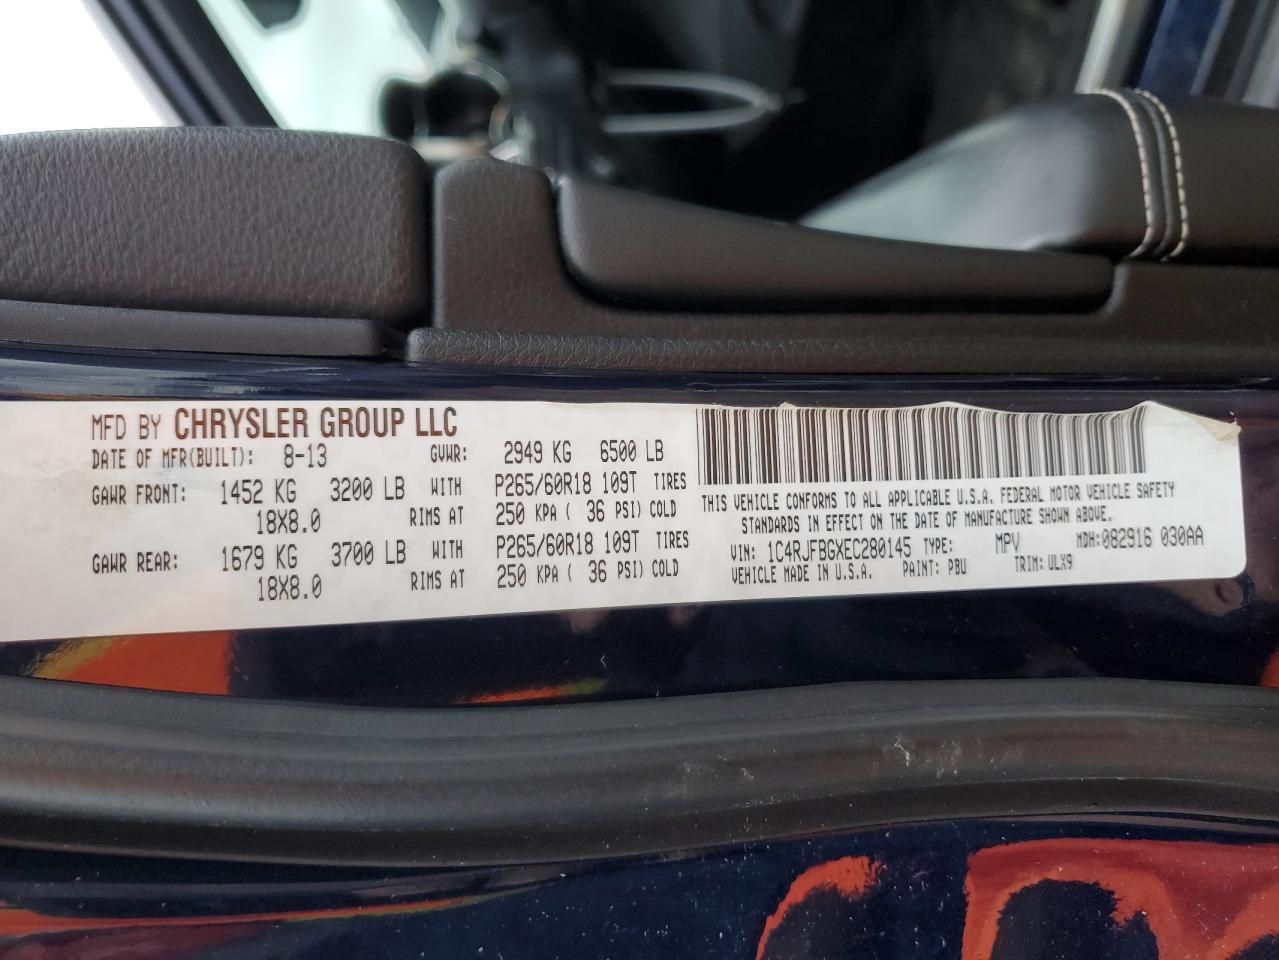 MFD BY CHRYSLER GROUP LLC
DATE OF MFR(BUILT): 8-13 GVWR: 2949 KG 6500 LB
GAWR FRONT: 1452 KG 3200 LB WITH P265/60R18 109T TIRES
18X8.0 RIMS AT 250 KPA ( 36 PSI) COLD
GAWR REAR: 1679 KG 3700 LB WITH P265/60R18 109T TIRES
18X8.0 RIMS AT 250 KPA ( 36 PSI) COLD
THIS VEHICLE CONFORMS TO ALL APPLICABLE U.S.A. FEDERAL MOTOR VEHICLE SAFETY
STANDARDS IN EFFECT ON THE DATE OF MANUFACTURE SHOWN ABOVE.
VIN: 1C4RJFBGXEC280145 TYPE: MPV MDH: 082916 030AA
VEHICLE MADE IN U.S.A. PAINT: PBU TRIM: ULX9